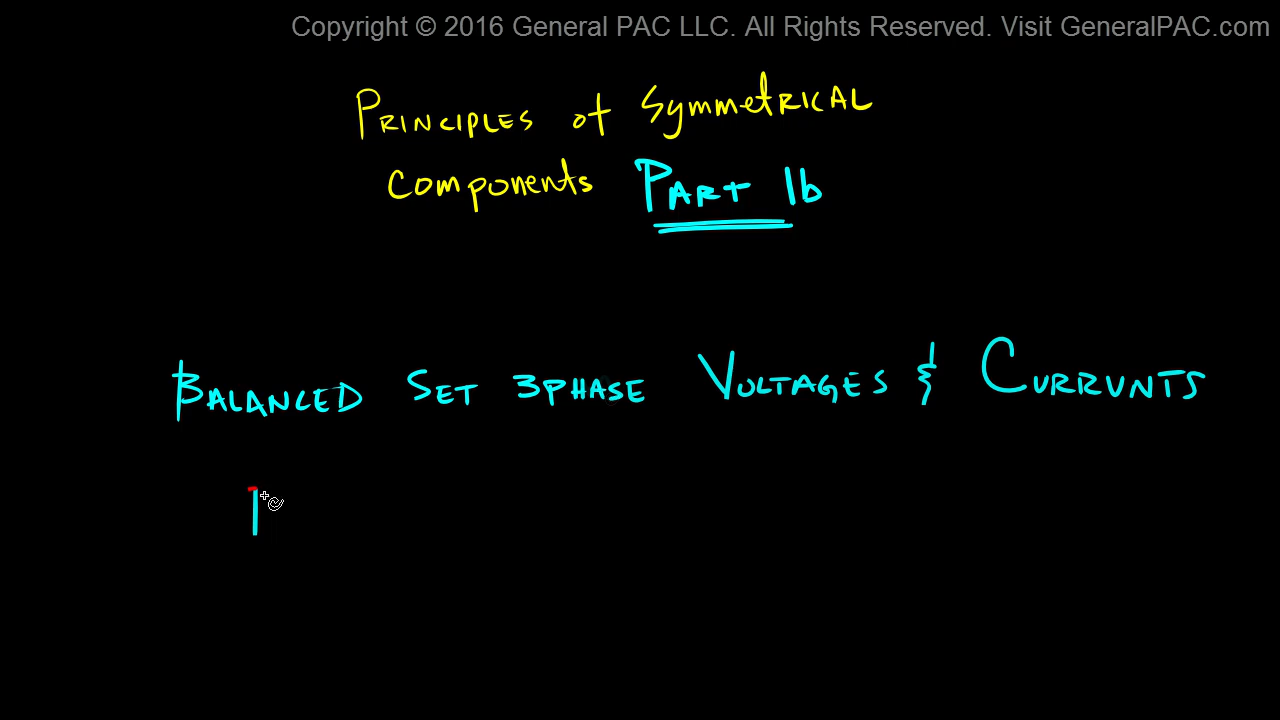 Copyright © 2016 General PAC LLC. All Rights Reserved. Visit GeneralPAC.com
PRINCIPLES of SymmetRICAL
components PART 1b
BALANCED SET 3PHASE VOLTAGES & CURRUNTS